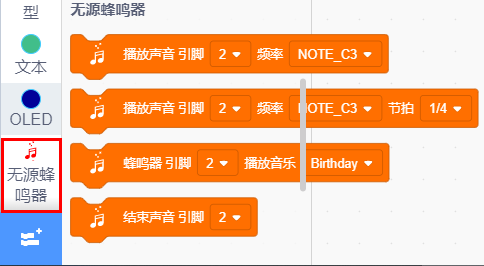 型
文本
OLED
无源蜂
鸣器
无源蜂鸣器
播放声音 引脚 2 频率 NOTE_C3
播放声音 引脚 2 频率 NOTE_C3 节拍 1/4
蜂鸣器 引脚 2 播放音乐 Birthday
结束声音 引脚 2